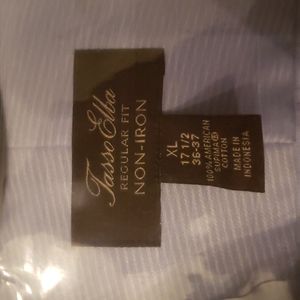 Tasso Elba
REGULAR FIT
NON-IRON
XL
17 1/2
36-37
100% AMERICAN
SUPIMA®
COTTON
MADE IN
INDONESIA